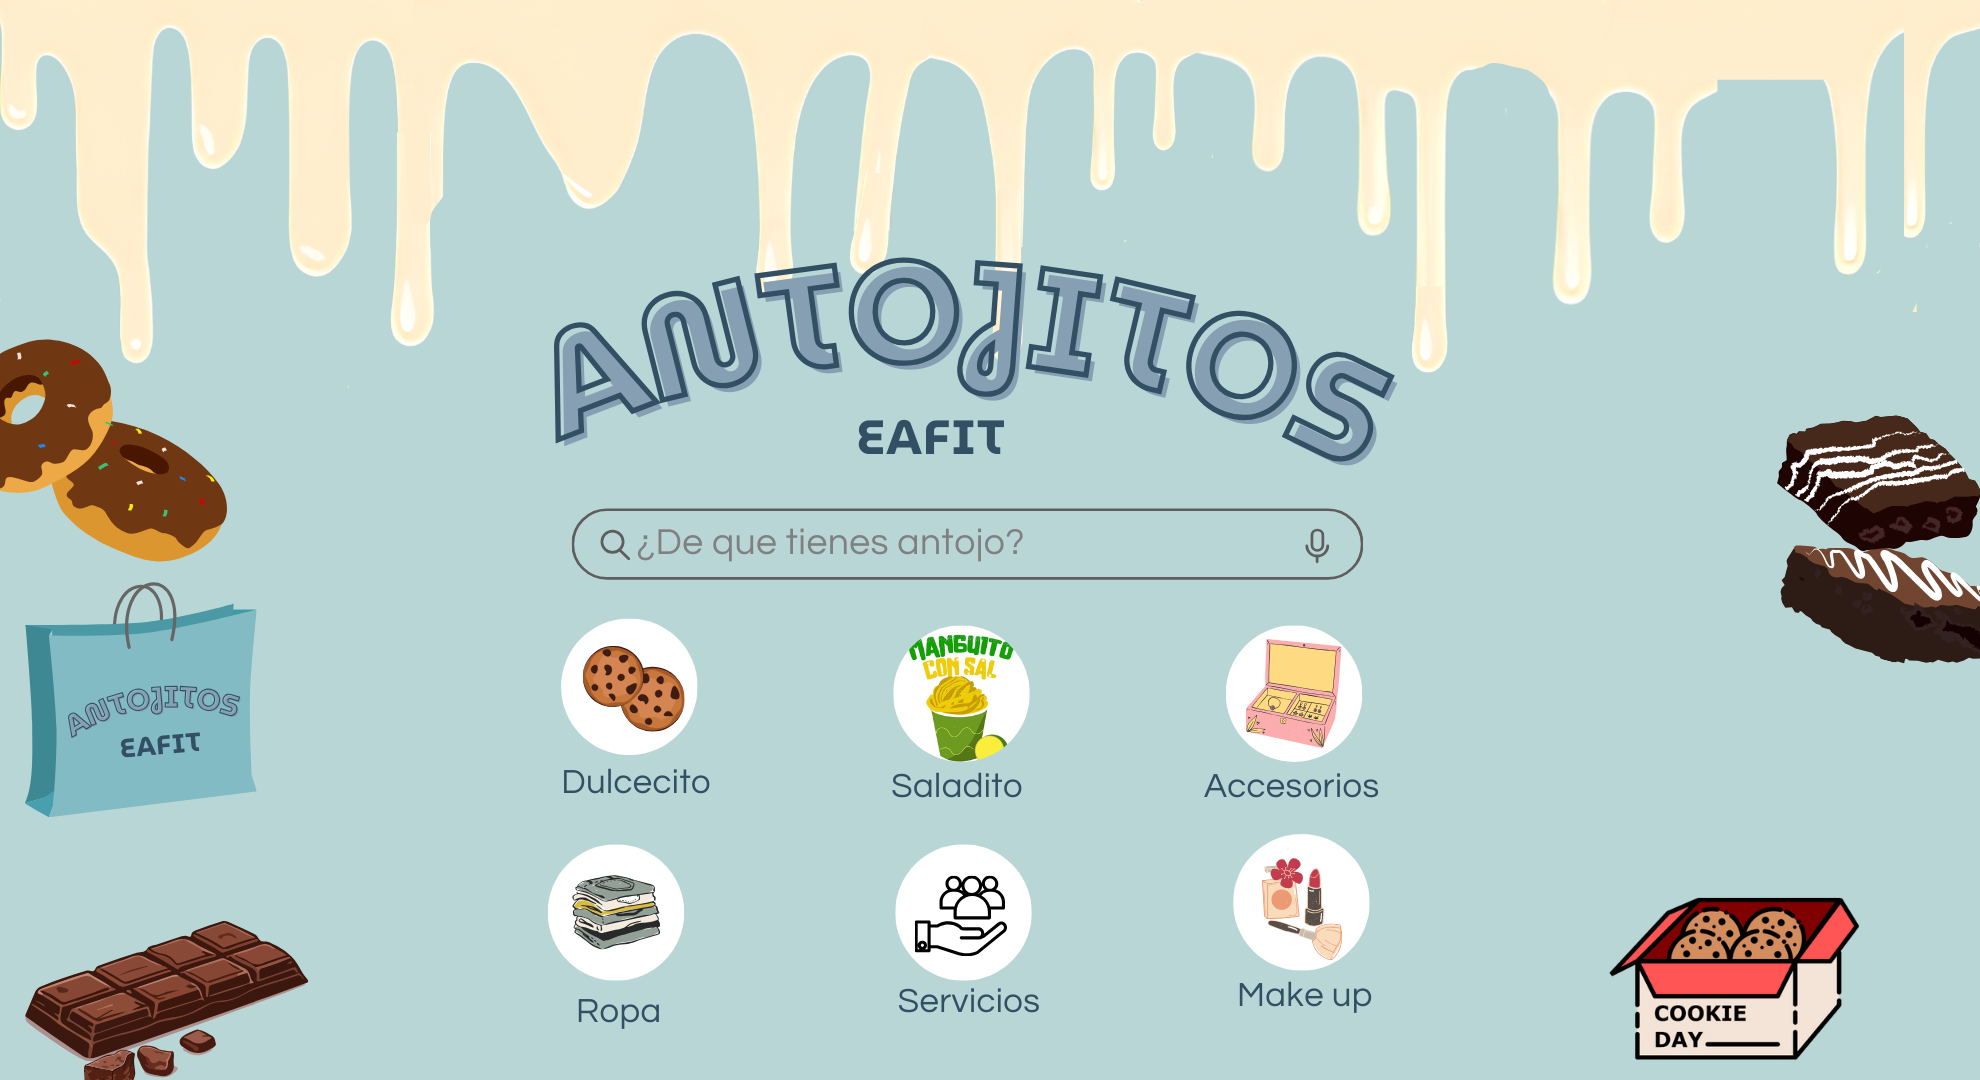 ANTOJITOS
EAFIT
¿De que tienes antojo?
MANGUITO
CON SAL
Dulcecito
Saladito
Accesorios
ANTOJITOS
EAFIT
Ropa
Servicios
Make up
COOKIE
DAY